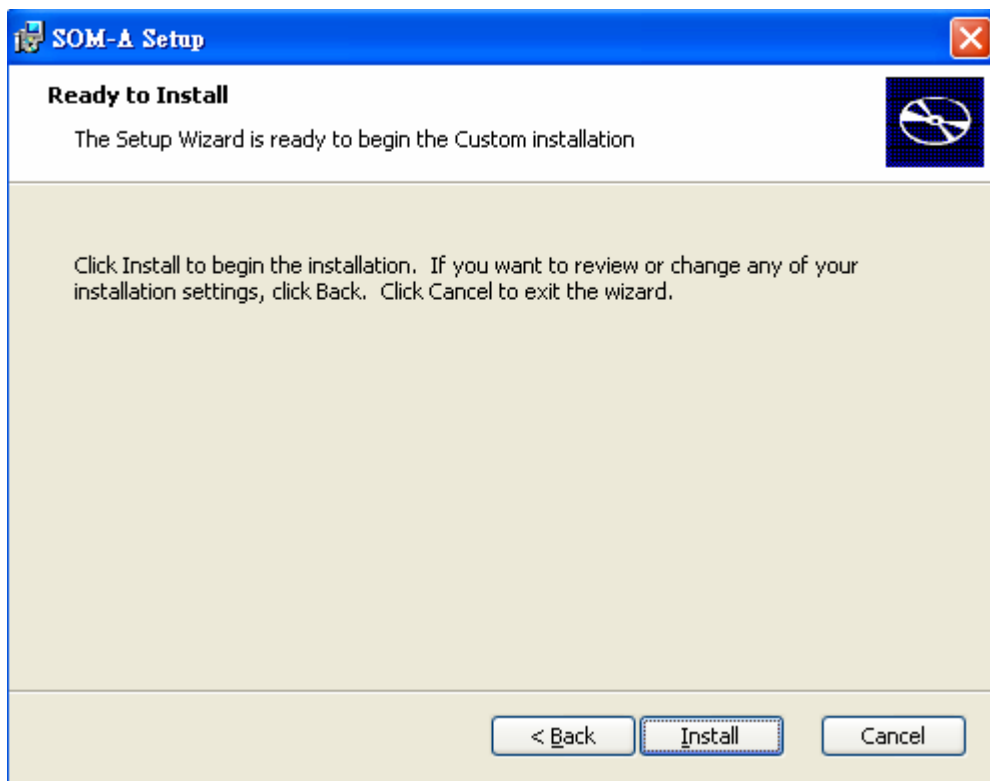 SOM-A Setup
Ready to Install
The Setup Wizard is ready to begin the Custom installation
Click Install to begin the installation.  If you want to review or change any of your
installation settings, click Back.  Click Cancel to exit the wizard.
< Back Install Cancel